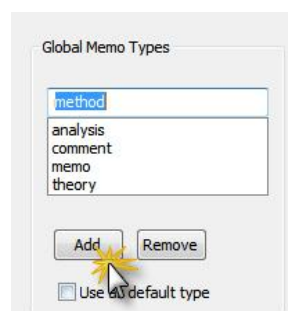 Global Memo Types
method
analysis
comment
memo
theory
Add Remove
Use as default type